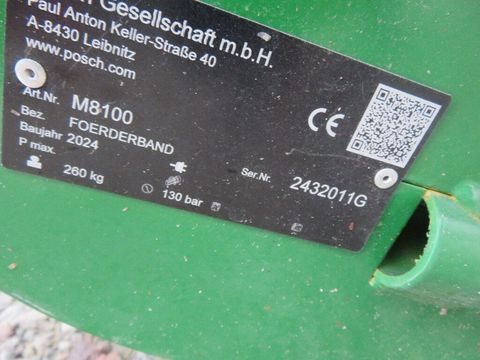 Gesellschaft m.b.H.
Paul Anton Keller-Straße 40
A-8430 Leibnitz
www.posch.com
Art.Nr. M8100
Bez. FOERDERBAND
Baujahr 2024
P max.
260 kg
130 bar
CE
Ser.Nr. 2432011G